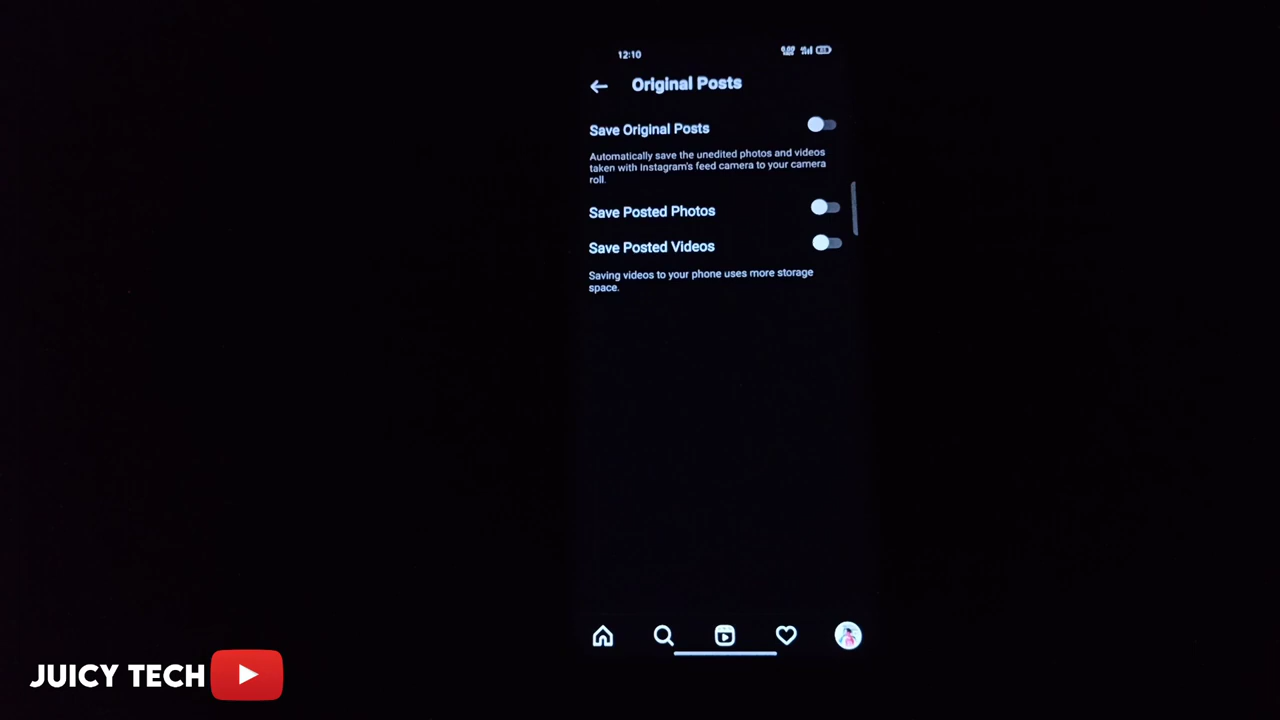 12:10
Original Posts
Save Original Posts
Automatically save the unedited photos and videos
taken with Instagram's feed camera to your camera
roll.
Save Posted Photos
Save Posted Videos
Saving videos to your phone uses more storage
space.
JUICY TECH